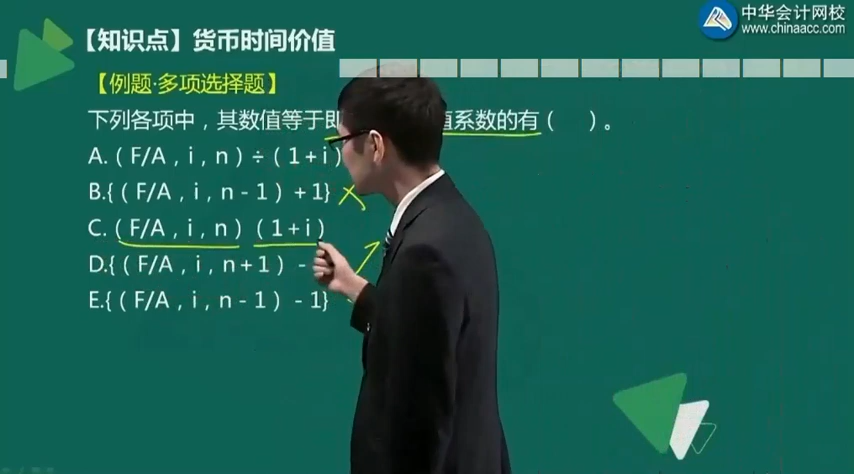 中华会计网校
www.chinaacc.com
【知识点】货币时间价值
【例题·多项选择题】
下列各项中，其数值等于即 值系数的有（ ）。
A.（F/A，i，n）÷（1+i）
B.{（F/A，i，n-1）+1}
C.（F/A，i，n）（1+i）
D.{（F/A，i，n+1）-
E.{（F/A，i，n-1）-1}